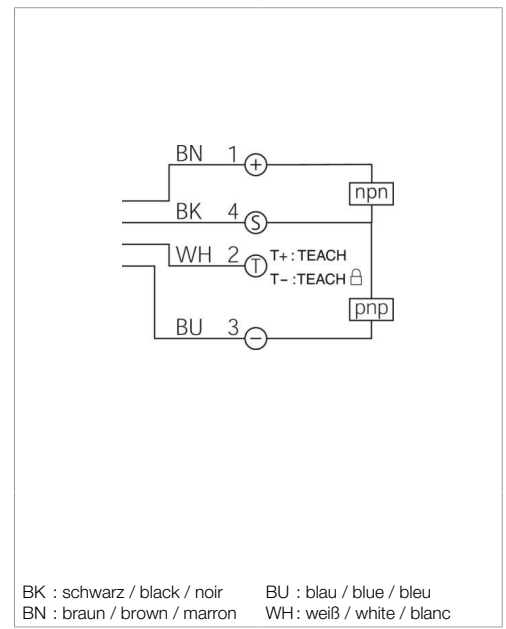 BN 1 +
npn
BK 4 S
WH 2 T T+ : TEACH
T– : TEACH
pnp
BU 3 –
BK : schwarz / black / noir BU : blau / blue / bleu
BN : braun / brown / marron WH : weiß / white / blanc